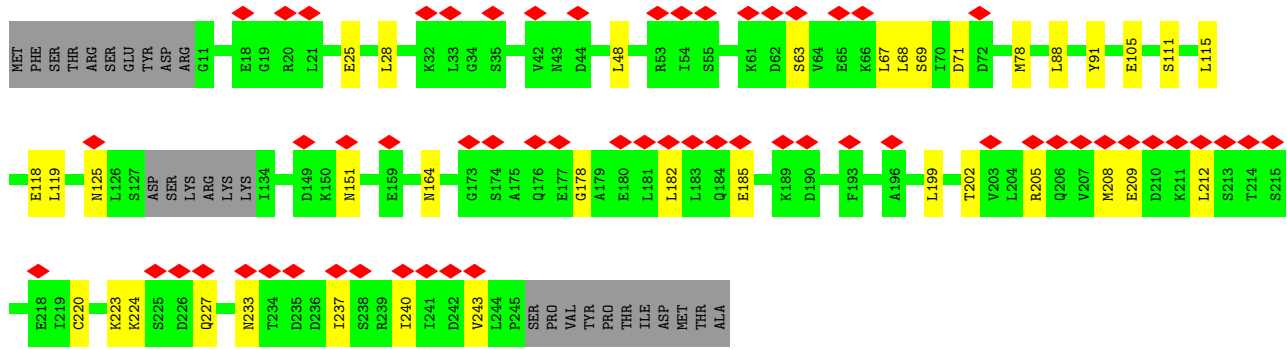 MET PHE SER THR ARG SER GLU TYR ASP ARG G11 E18 G19 R20 L21 E25 L28 K32 L33 G34 S35 V42 N43 D44 L48 R53 I54 S55 K61 D62 S63 V64 E65 K66 L67 L68 S69 I70 D71 D72 M78 L88 Y91 E105 S111 L115
E118 L119 N125 L126 S127 ASP SER LYS ARG LYS LYS I134 D149 K150 N151 E159 N164 G173 S174 A175 Q176 E177 G178 A179 E180 L181 L182 L183 Q184 E185 K189 D190 F193 A196 L199 T202 V203 L204 R205 Q206 V207 M208 E209 D210 K211 L212 S213 T214 S215
E218 I219 C220 K223 K224 S225 D226 Q227 N233 T234 D235 D236 I237 S238 R239 I240 I241 D242 V243 L244 P245 SER PRO VAL TYR PRO THR ILE ASP MET THR ALA